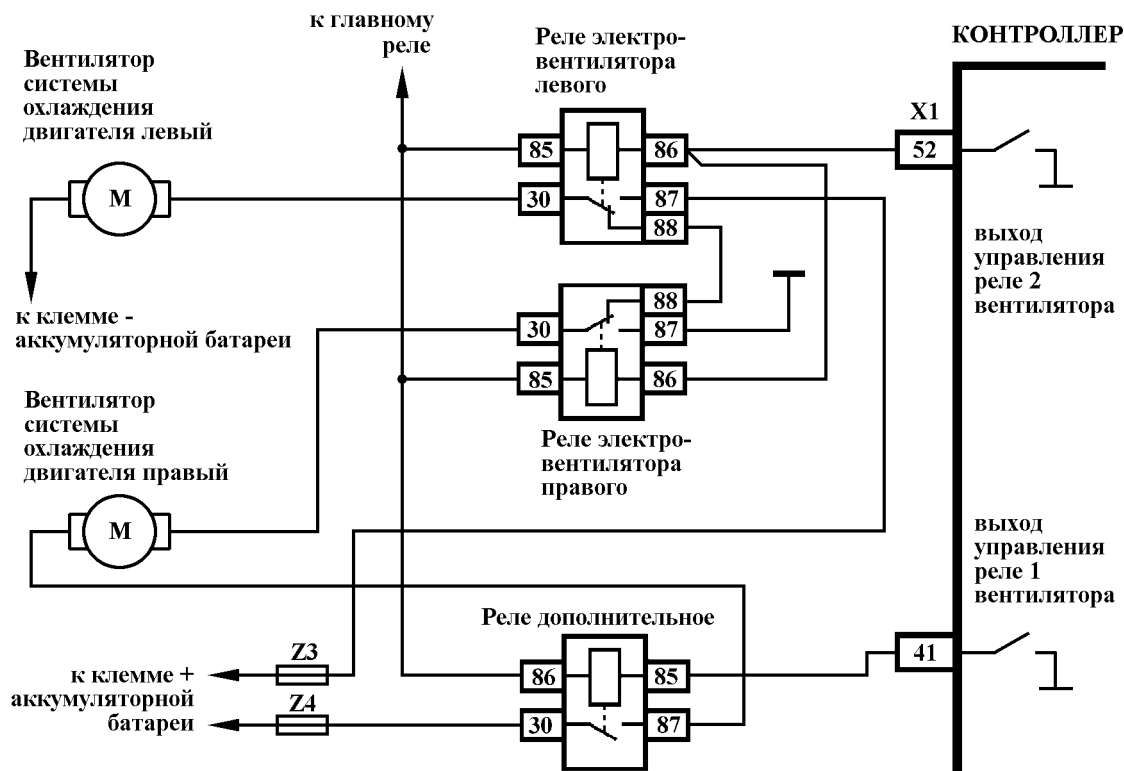 к главному
реле
Вентилятор
системы
охлаждения
двигателя левый
М
Реле электро-
вентилятора
левого
85
86
30
87
88
КОНТРОЛЛЕР
X1
52
выход
управления
реле 2
вентилятора
к клемме -
аккумуляторной батареи
88
30
87
85
86
Реле электро-
вентилятора
правого
Вентилятор
системы
охлаждения
двигателя правый
М
выход
управления
реле 1
вентилятора
41
Реле дополнительное
86
85
30
87
Z3
Z4
к клемме +
аккумуляторной
батареи